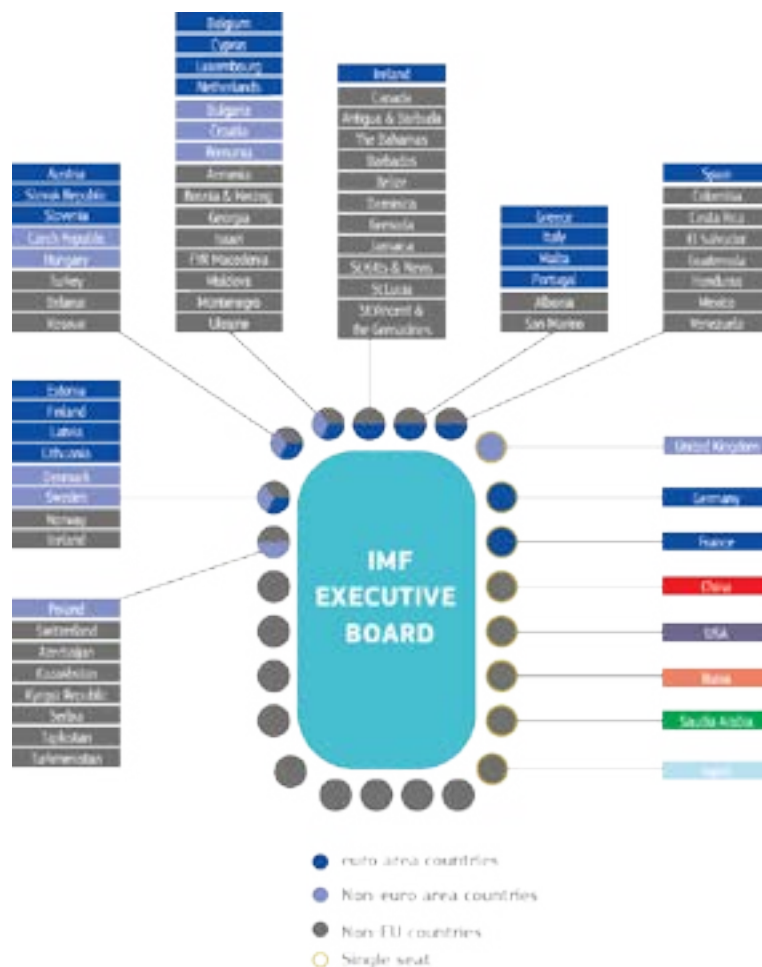 Belgium
Cyprus
Luxembourg
Netherlands
Bulgaria
Croatia
Romania
Armenia
Bosnia & Herzeg
Georgia
Israel
FYR Macedonia
Moldova
Montenegro
Ukraine
Ireland
Canada
Antigua & Barbuda
The Bahamas
Barbados
Belize
Dominica
Grenada
Jamaica
St.Kitts & Nevis
St.Lucia
St.Vincent &
the Grenadines
Austria
Slovak Republic
Slovenia
Czech Republic
Hungary
Turkey
Belarus
Kosovo
Greece
Italy
Malta
Portugal
Albania
San Marino
Spain
Colombia
Costa Rica
El Salvador
Guatemala
Honduras
Mexico
Venezuela
Estonia
Finland
Latvia
Lithuania
Denmark
Sweden
Norway
Iceland
United Kingdom
Germany
France
China
USA
Russia
Saudia Arabia
Japan
Poland
Switzerland
Azerbaijan
Kazakhstan
Kyrgyz Republic
Serbia
Tajikistan
Turkmenistan
IMF
EXECUTIVE
BOARD
euro area countries
Non-euro area countries
Non-EU countries
Single seat